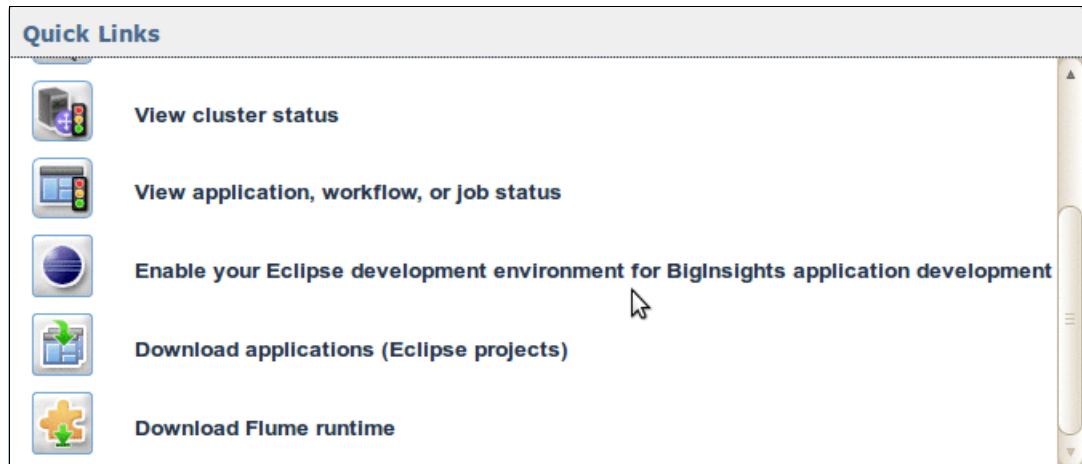 Quick Links
View cluster status
View application, workflow, or job status
Enable your Eclipse development environment for BigInsights application development
Download applications (Eclipse projects)
Download Flume runtime